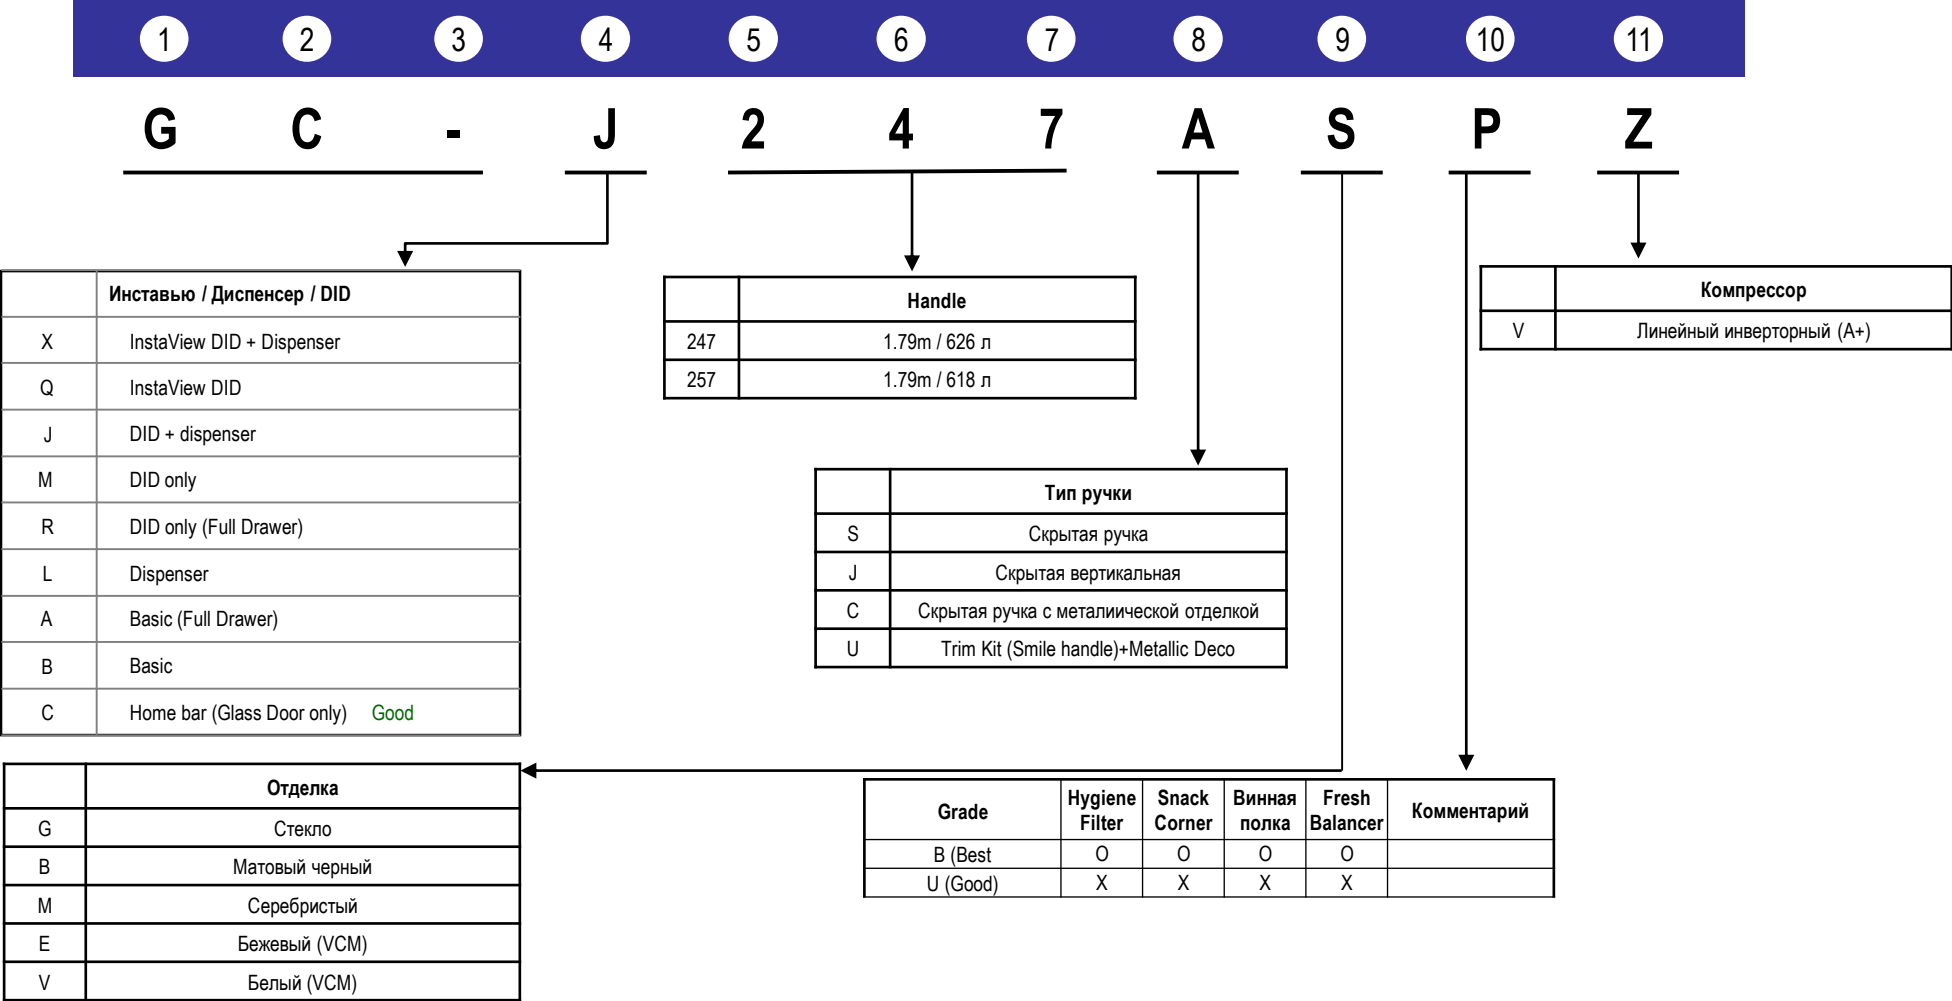 1 2 3 4 5 6 7 8 9 10 11
G C - J 2 4 7 A S P Z
Инставью / Диспенсер / DID
X InstaView DID + Dispenser
Q InstaView DID
J DID + dispenser
M DID only
R DID only (Full Drawer)
L Dispenser
A Basic (Full Drawer)
B Basic
C Home bar (Glass Door only) Good
Handle
247 1.79m / 626 л
257 1.79m / 618 л
Компрессор
V Линейный инверторный (A+)
Тип ручки
S Скрытая ручка
J Скрытая вертикальная
C Скрытая ручка с металиической отделкой
U Trim Kit (Smile handle)+Metallic Deco
Отделка
G Стекло
B Матовый черный
M Серебристый
E Бежевый (VCM)
V Белый (VCM)
Grade Hygiene Filter Snack Corner Винная полка Fresh Balancer Комментарий
B (Best O O O O
U (Good) X X X X